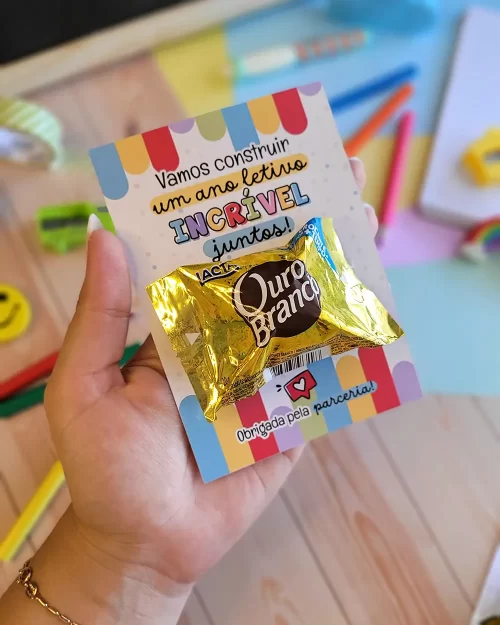 Vamos construir
um ano letivo
INCRÍVEL
juntos!
LACTA
Ouro
Branco
Obrigada pela parceria!